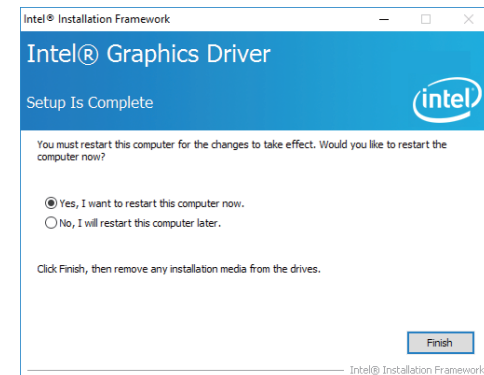 Intel® Installation Framework
Intel® Graphics Driver
Setup Is Complete
intel
You must restart this computer for the changes to take effect. Would you like to restart the
computer now?
Yes, I want to restart this computer now.
No, I will restart this computer later.
Click Finish, then remove any installation media from the drives.
Finish
Intel® Installation Framework